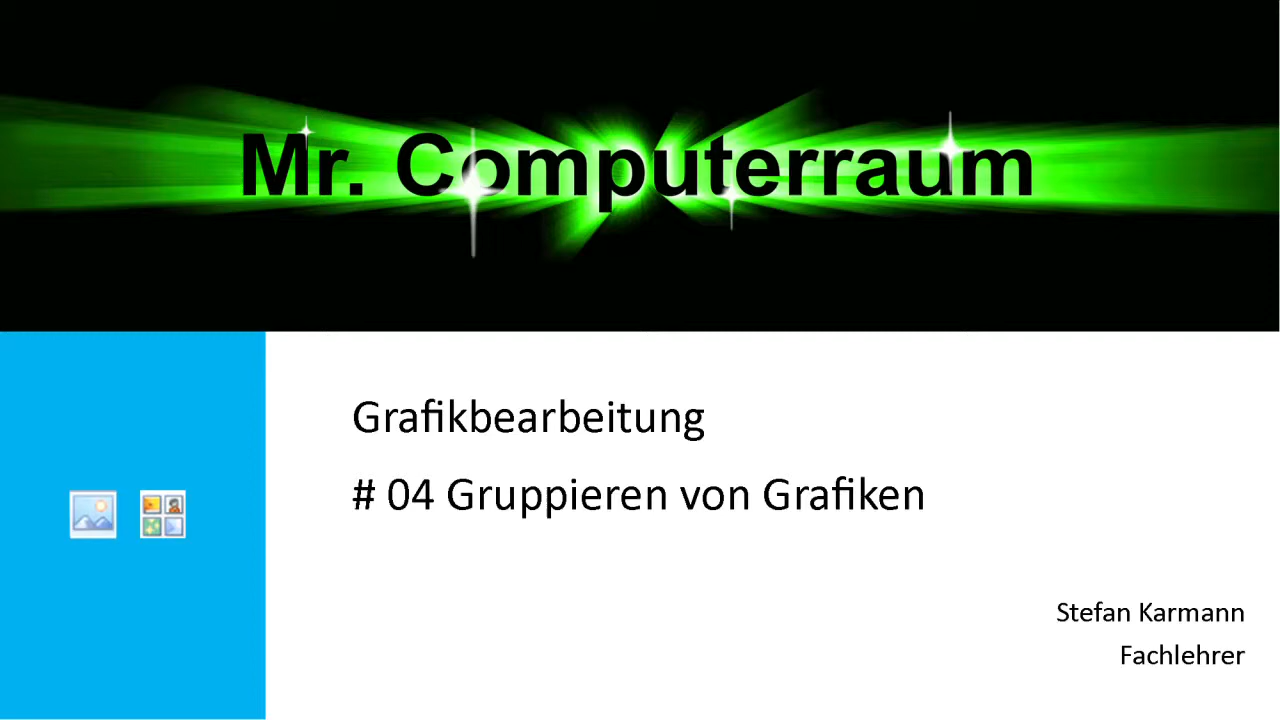 Mr. Computerraum
Grafikbearbeitung
# 04 Gruppieren von Grafiken
Stefan Karmann
Fachlehrer